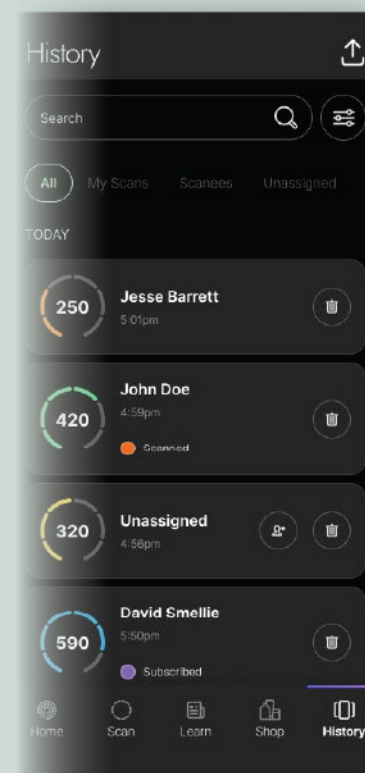 History
Search
All My Scans Scanees Unassigned
TODAY
250 Jesse Barrett
5:01pm
420 John Doe
4:59pm
Scanned
320 Unassigned
4:56pm
590 David Smellie
5:50pm
Subscribed
Home Scan Learn Shop History